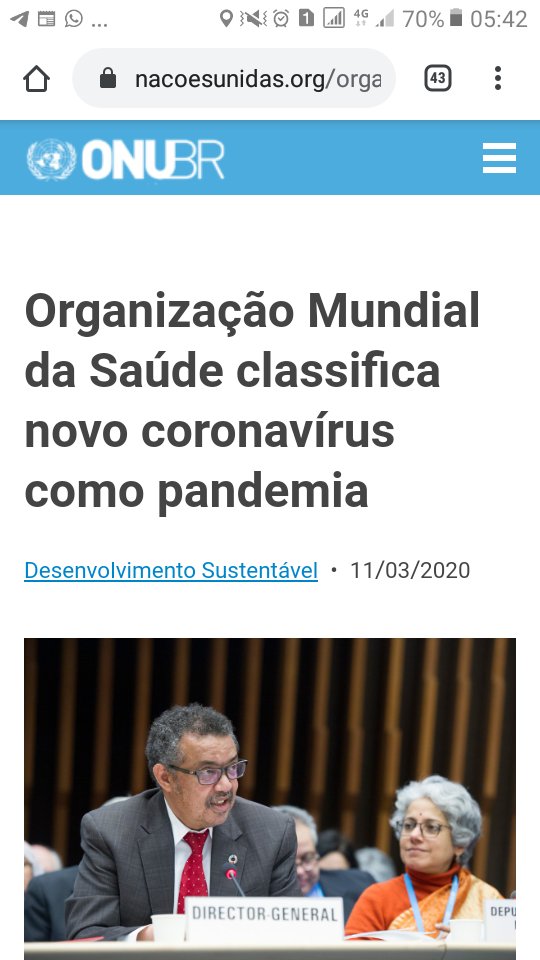 ... 1 4G 70% 05:42
nacoesunidas.org/orga 43
ONUBR
Organização Mundial
da Saúde classifica
novo coronavírus
como pandemia
Desenvolvimento Sustentável • 11/03/2020
DIRECTOR-GENERAL
DEPU